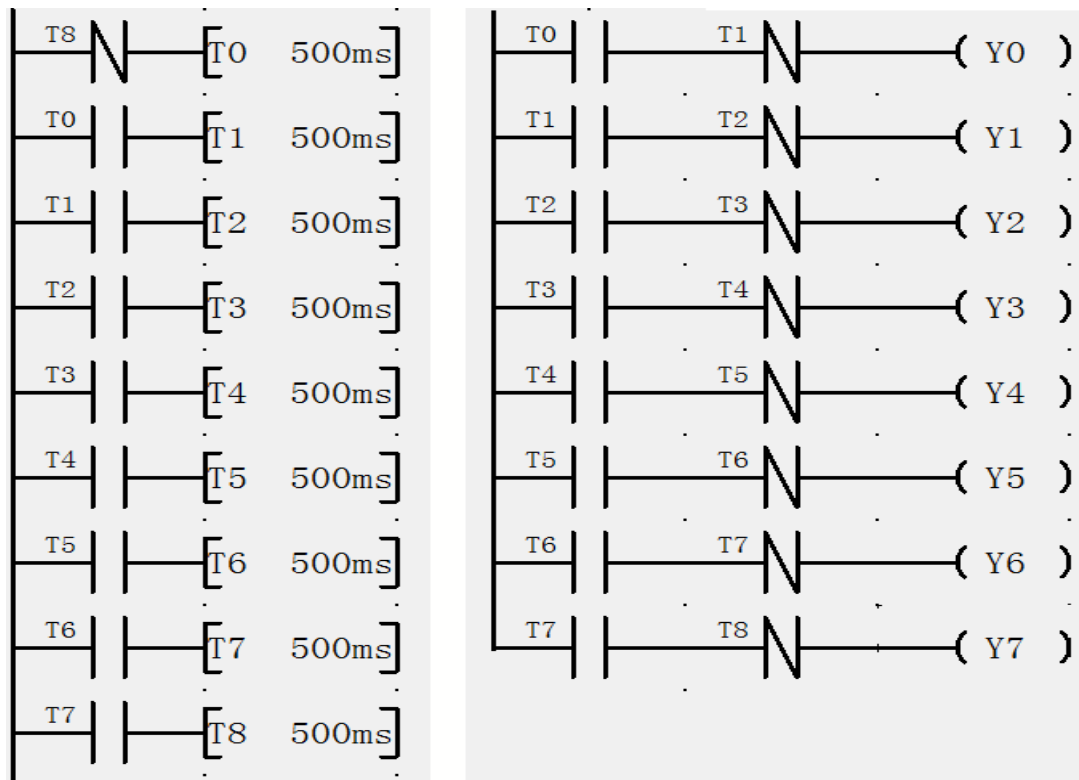 T8 T0 500ms
T0 T1 500ms
T1 T2 500ms
T2 T3 500ms
T3 T4 500ms
T4 T5 500ms
T5 T6 500ms
T6 T7 500ms
T7 T8 500ms
T0 T1 Y0
T1 T2 Y1
T2 T3 Y2
T3 T4 Y3
T4 T5 Y4
T5 T6 Y5
T6 T7 Y6
T7 T8 Y7